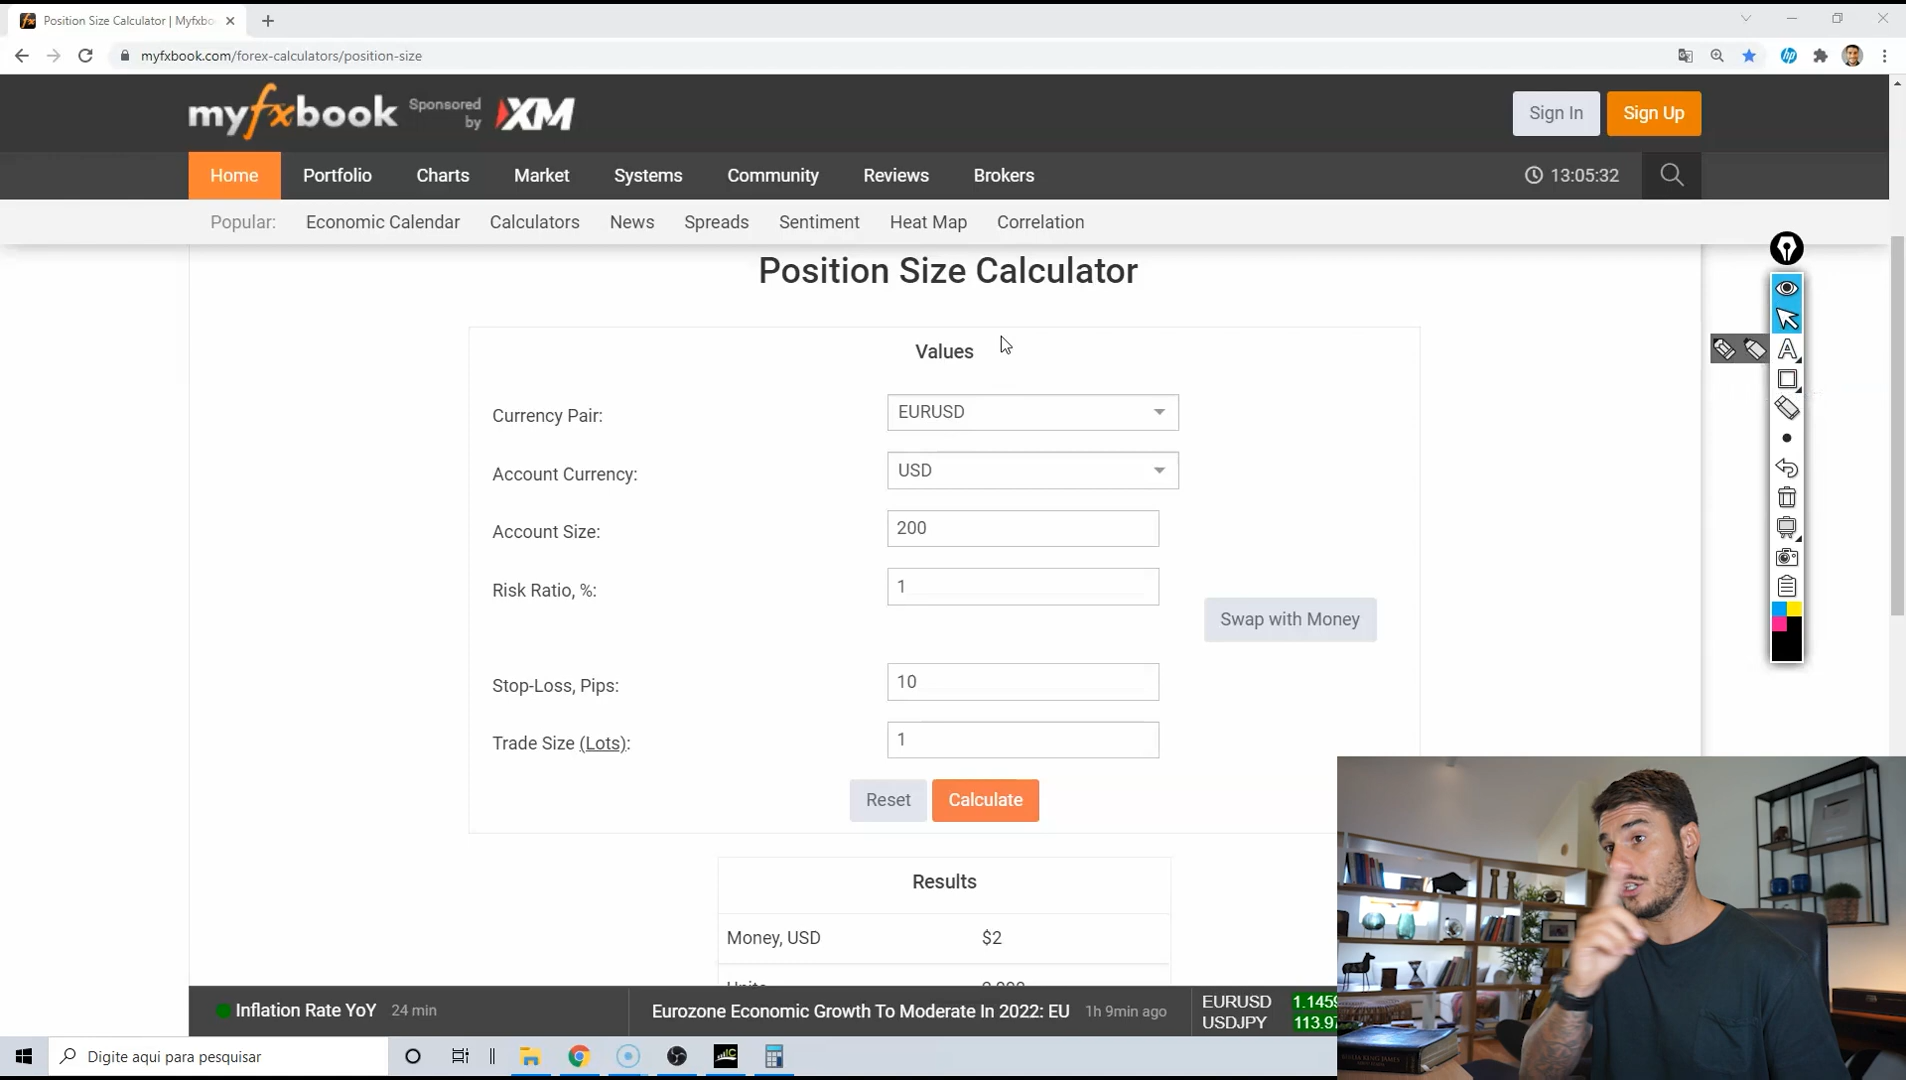 Position Size Calculator | Myfxbo
myfxbook.com/forex-calculators/position-size
myfxbook Sponsored by XM
Sign In Sign Up
Home Portfolio Charts Market Systems Community Reviews Brokers 13:05:32
Popular: Economic Calendar Calculators News Spreads Sentiment Heat Map Correlation
Position Size Calculator
Values
Currency Pair: EURUSD
Account Currency: USD
Account Size: 200
Risk Ratio, %: 1
Swap with Money
Stop-Loss, Pips: 10
Trade Size (Lots): 1
Reset Calculate
Results
Money, USD $2
Inflation Rate YoY 24 min Eurozone Economic Growth To Moderate In 2022: EU 1h 9min ago
EURUSD 1.1459
USDJPY 113.97
Digite aqui para pesquisar